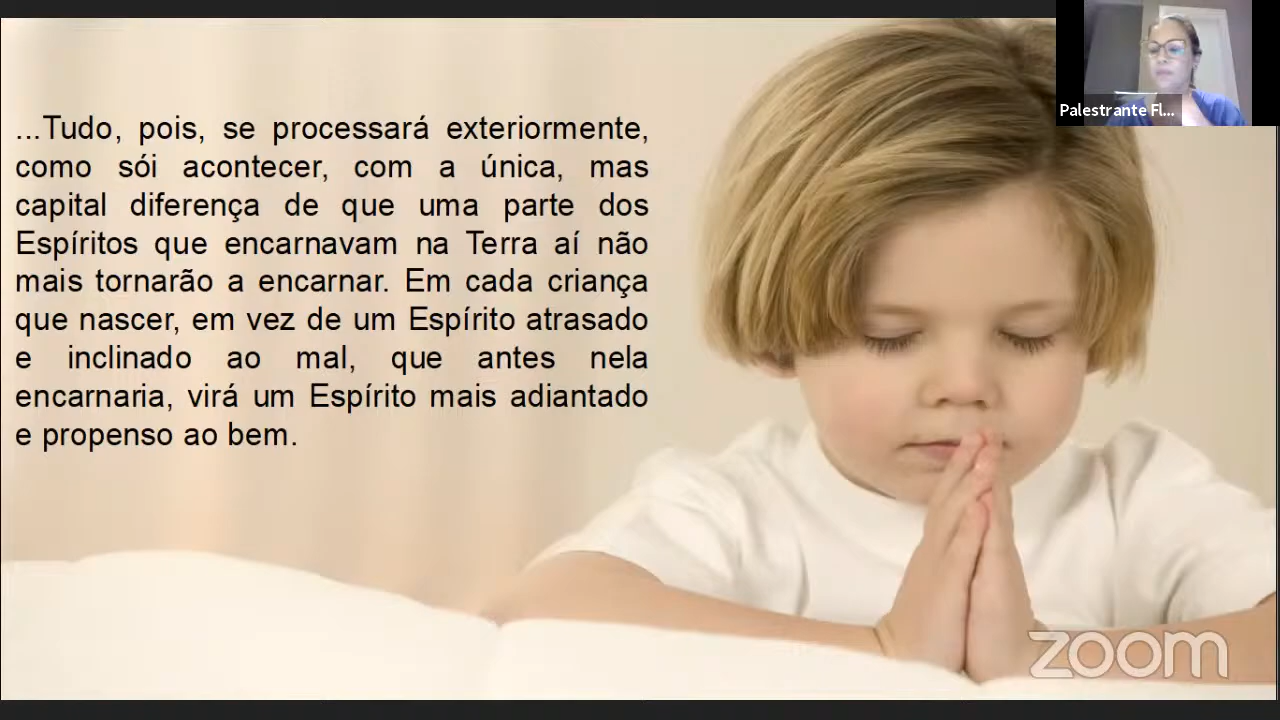 Palestrante Fl...
...Tudo, pois, se processará exteriormente,
como sói acontecer, com a única, mas
capital diferença de que uma parte dos
Espíritos que encarnavam na Terra aí não
mais tornarão a encarnar. Em cada criança
que nascer, em vez de um Espírito atrasado
e inclinado ao mal, que antes nela
encarnaria, virá um Espírito mais adiantado
e propenso ao bem.
zoom